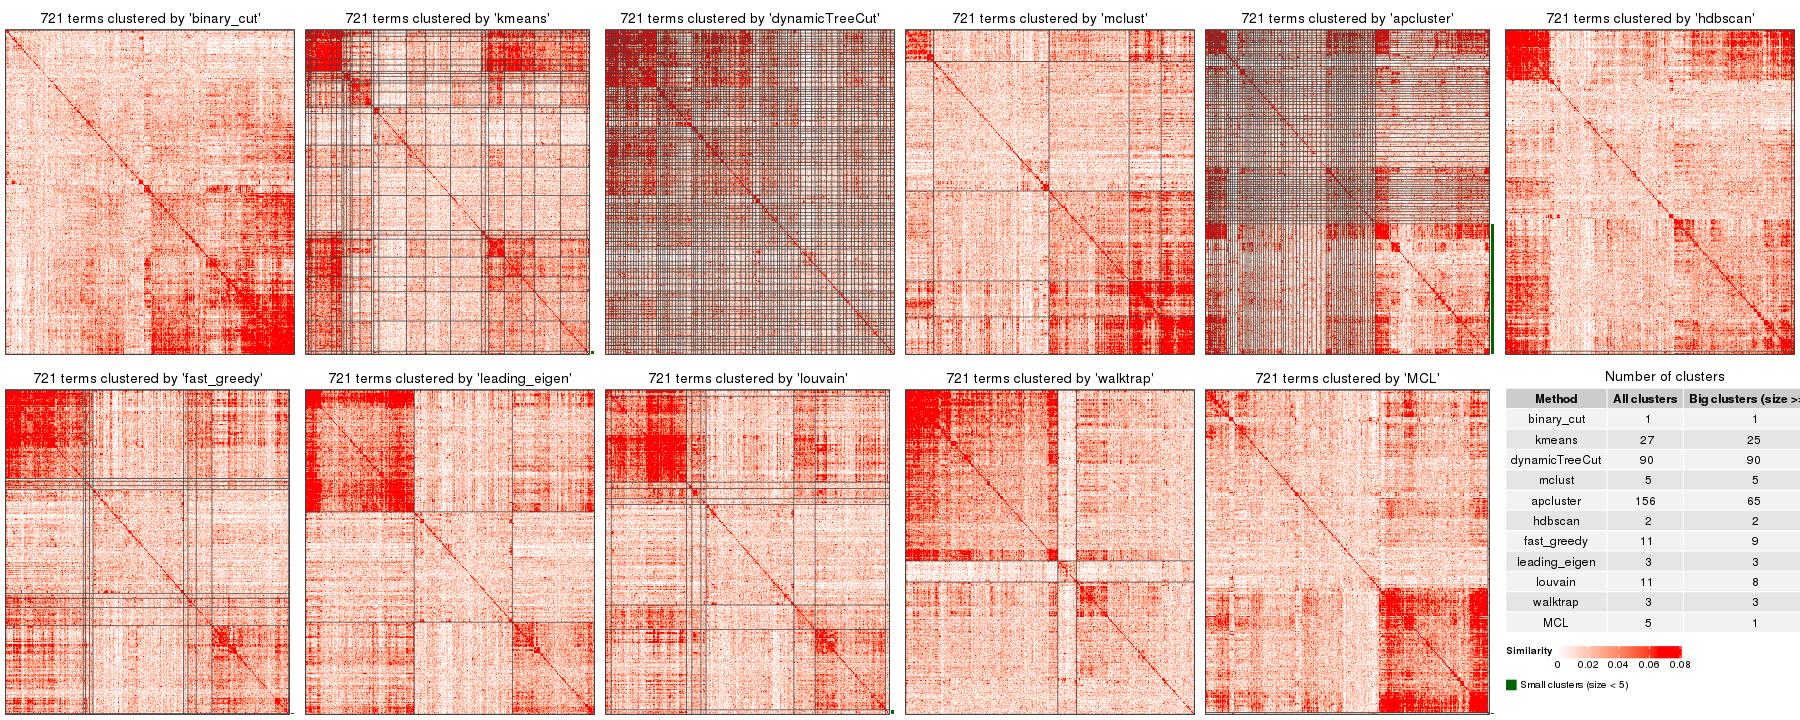 721 terms clustered by 'binary_cut'
721 terms clustered by 'kmeans'
721 terms clustered by 'dynamicTreeCut'
721 terms clustered by 'mclust'
721 terms clustered by 'apcluster'
721 terms clustered by 'hdbscan'
721 terms clustered by 'fast_greedy'
721 terms clustered by 'leading_eigen'
721 terms clustered by 'louvain'
721 terms clustered by 'walktrap'
721 terms clustered by 'MCL'
Number of clusters
Method All clusters Big clusters (size >
binary_cut 1 1
kmeans 27 25
dynamicTreeCut 90 90
mclust 5 5
apcluster 156 65
hdbscan 2 2
fast_greedy 11 9
leading_eigen 3 3
louvain 11 8
walktrap 3 3
MCL 5 1
Similarity
0 0.02 0.04 0.06 0.08
Small clusters (size < 5)